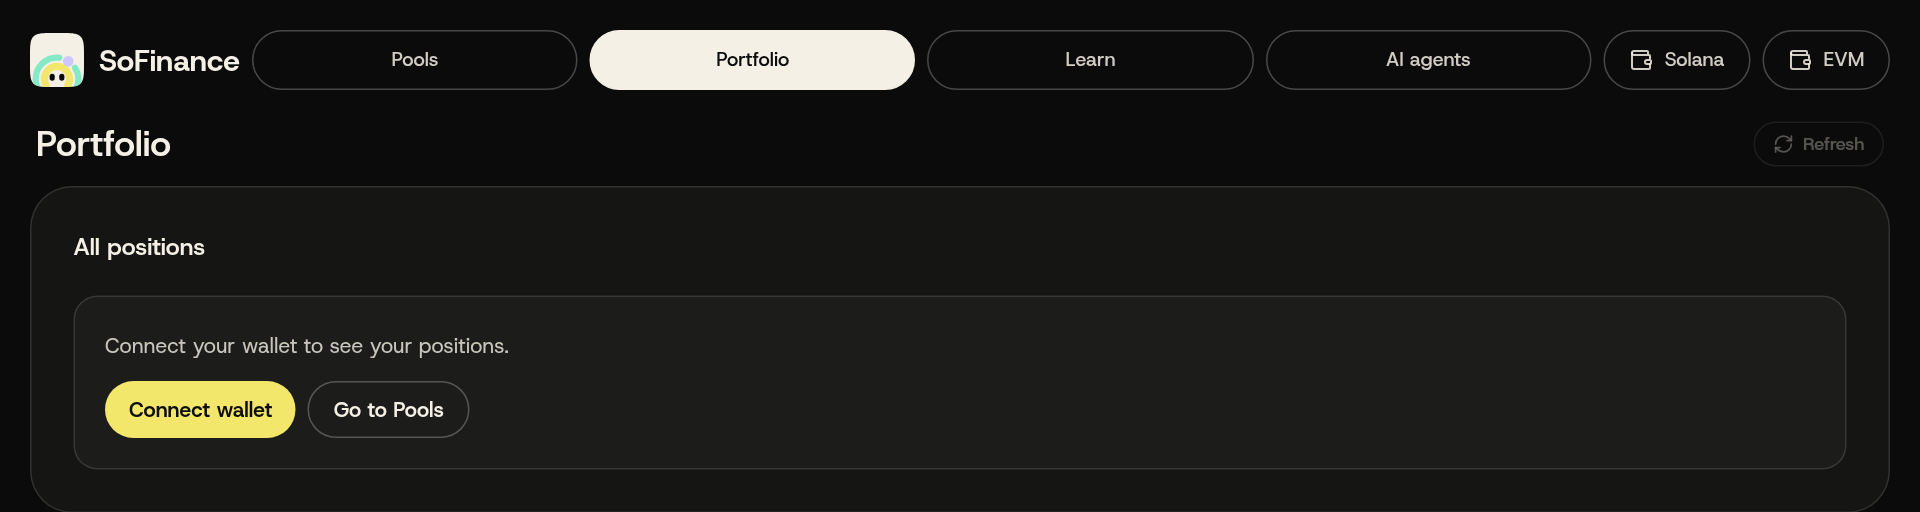 SoFinance
Pools
Portfolio
Learn
AI agents
Solana
EVM
Portfolio
Refresh
All positions
Connect your wallet to see your positions.
Connect wallet
Go to Pools